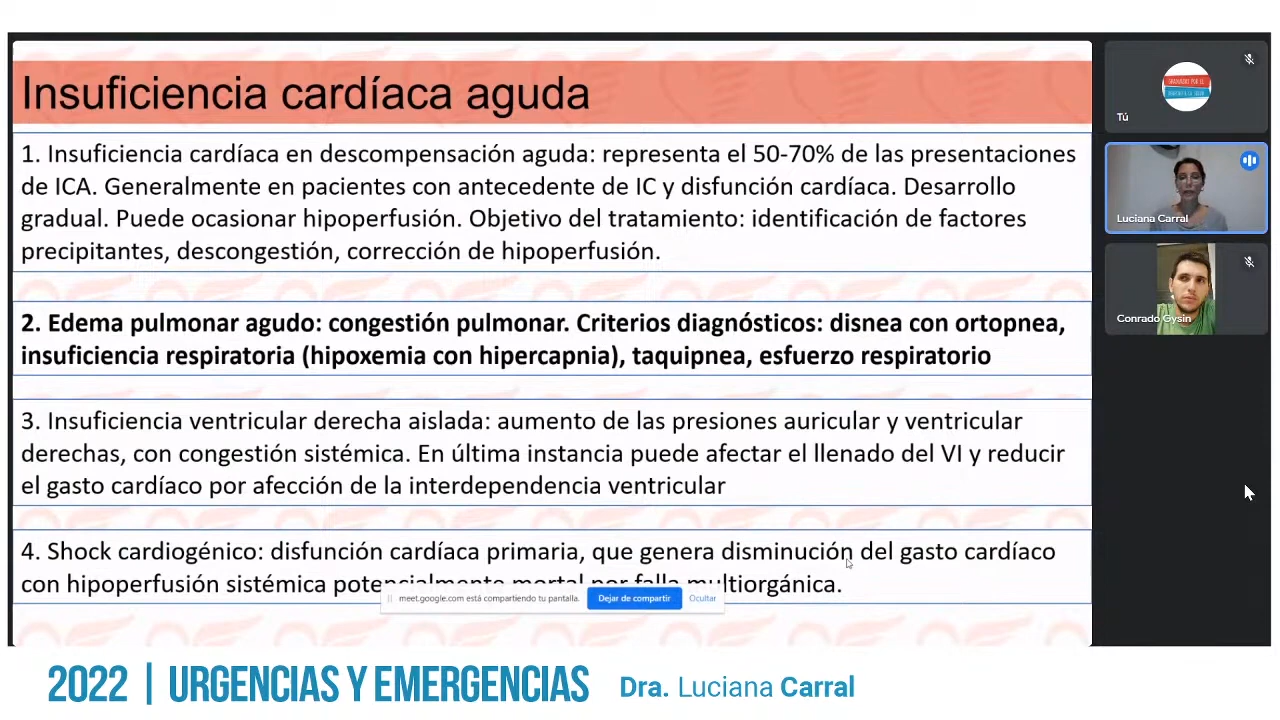 Insuficiencia cardíaca aguda
1. Insuficiencia cardíaca en descompensación aguda: representa el 50-70% de las presentaciones
de ICA. Generalmente en pacientes con antecedente de IC y disfunción cardíaca. Desarrollo
gradual. Puede ocasionar hipoperfusión. Objetivo del tratamiento: identificación de factores
precipitantes, descongestión, corrección de hipoperfusión.
2. Edema pulmonar agudo: congestión pulmonar. Criterios diagnósticos: disnea con ortopnea,
insuficiencia respiratoria (hipoxemia con hipercapnia), taquipnea, esfuerzo respiratorio
3. Insuficiencia ventricular derecha aislada: aumento de las presiones auricular y ventricular
derechas, con congestión sistémica. En última instancia puede afectar el llenado del VI y reducir
el gasto cardíaco por afección de la interdependencia ventricular
4. Shock cardiogénico: disfunción cardíaca primaria, que genera disminución del gasto cardíaco
con hipoperfusión sistémica potencialmente mortal por falla multiorgánica.
meet.google.com está compartiendo tu pantalla.
Dejar de compartir
Ocultar
Tú
Luciana Carral
Conrado Gysin
2022 | URGENCIAS Y EMERGENCIAS
Dra. Luciana Carral